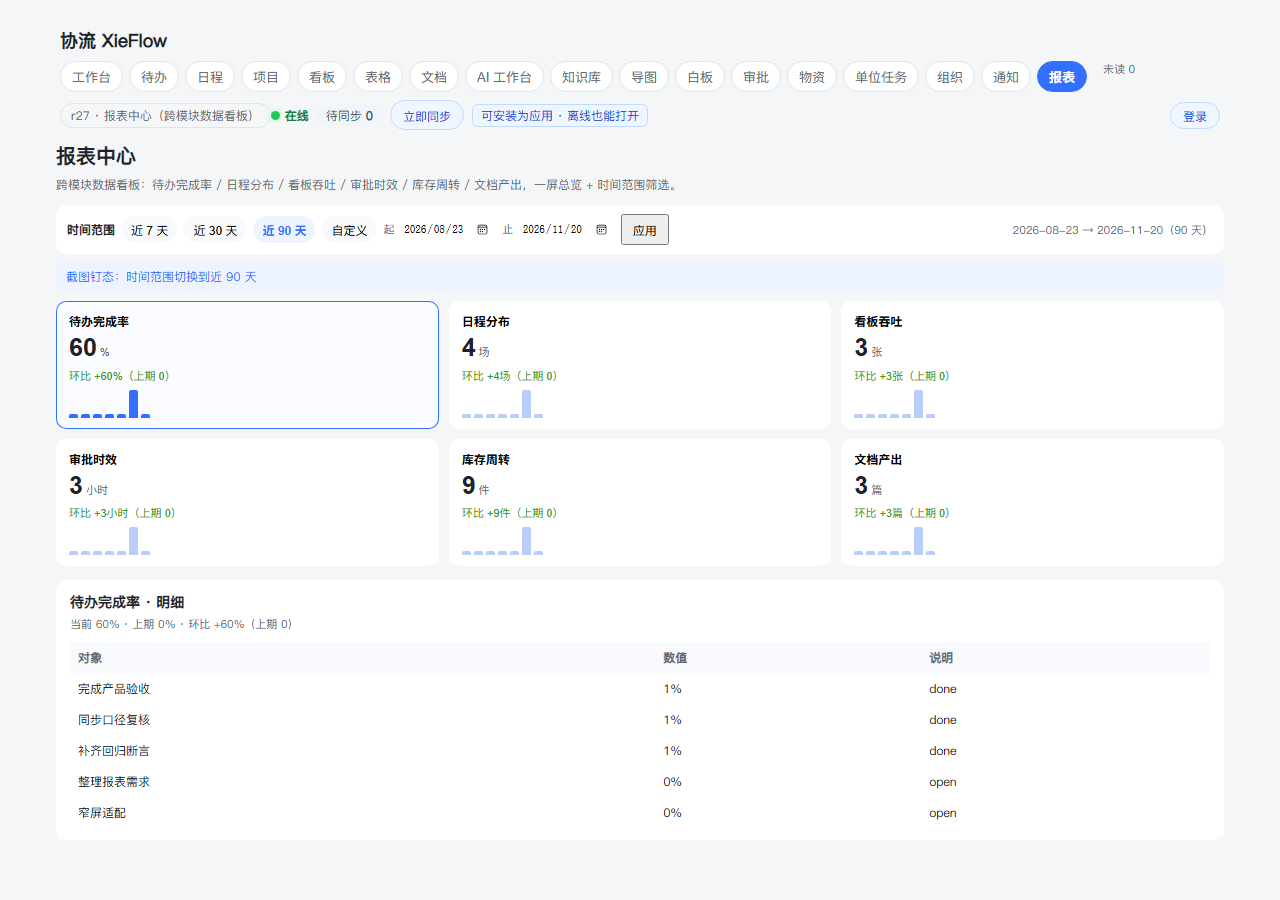 协流 XieFlow
工作台 待办 日程 项目 看板 表格 文档 AI 工作台 知识库 导图 白板 审批 物资 单位任务 组织 通知 报表 未读 0
r27 · 报表中心（跨模块数据看板） 在线 待同步 0 立即同步 可安装为应用 · 离线也能打开 登录
报表中心
跨模块数据看板：待办完成率 / 日程分布 / 看板吞吐 / 审批时效 / 库存周转 / 文档产出，一屏总览 + 时间范围筛选。
时间范围 近 7 天 近 30 天 近 90 天 自定义 起 2026/08/23 止 2026/11/20 应用 2026-08-23 → 2026-11-20（90 天）
截图钉态：时间范围切换到近 90 天
待办完成率 日程分布 看板吞吐
60 % 4 场 3 张
环比 +60%（上期 0） 环比 +4场（上期 0） 环比 +3张（上期 0）
审批时效 库存周转 文档产出
3 小时 9 件 3 篇
环比 +3小时（上期 0） 环比 +9件（上期 0） 环比 +3篇（上期 0）
待办完成率 · 明细
当前 60% · 上期 0% · 环比 +60%（上期 0）
对象 数值 说明
完成产品验收 1% done
同步口径复核 1% done
补齐回归断言 1% done
整理报表需求 0% open
窄屏适配 0% open